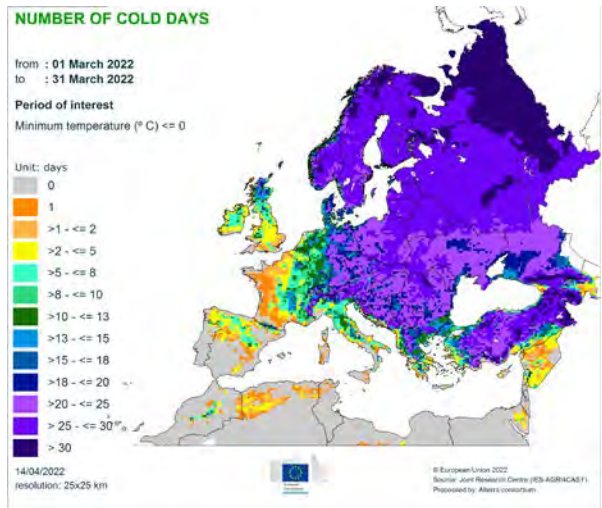 NUMBER OF COLD DAYS
from : 01 March 2022
to : 31 March 2022
Period of interest
Minimum temperature (º C) <= 0
Unit: days
0
1
>1 - <= 2
>2 - <= 5
>5 - <= 8
>8 - <= 10
>10 - <= 13
>13 - <= 15
>15 - <= 18
>18 - <= 20
>20 - <= 25
> 25 - <= 30
> 30
14/04/2022
resolution: 25x25 km
© European Union 2022
Source: Joint Research Centre (IES-AGRI4CAST).
Processed by: Alterra consortium.